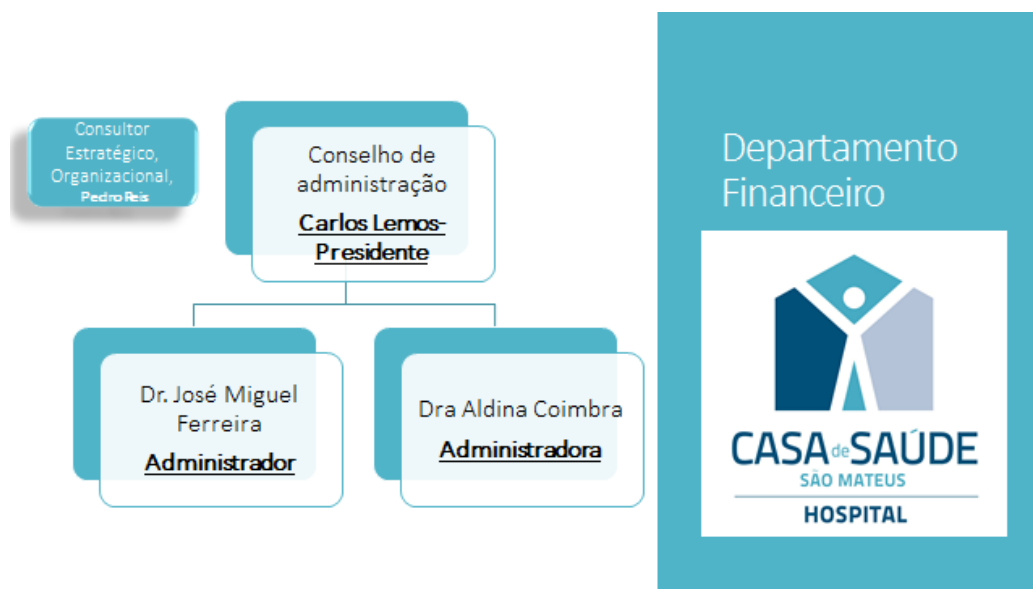 Consultor
Estratégico,
Organizacional,
Pedro Reis
Conselho de
administração
Carlos Lemos-
Presidente
Dr. José Miguel
Ferreira
Administrador
Dra Aldina Coimbra
Administradora
Departamento
Financeiro
CASA de SAÚDE
SÃO MATEUS
HOSPITAL